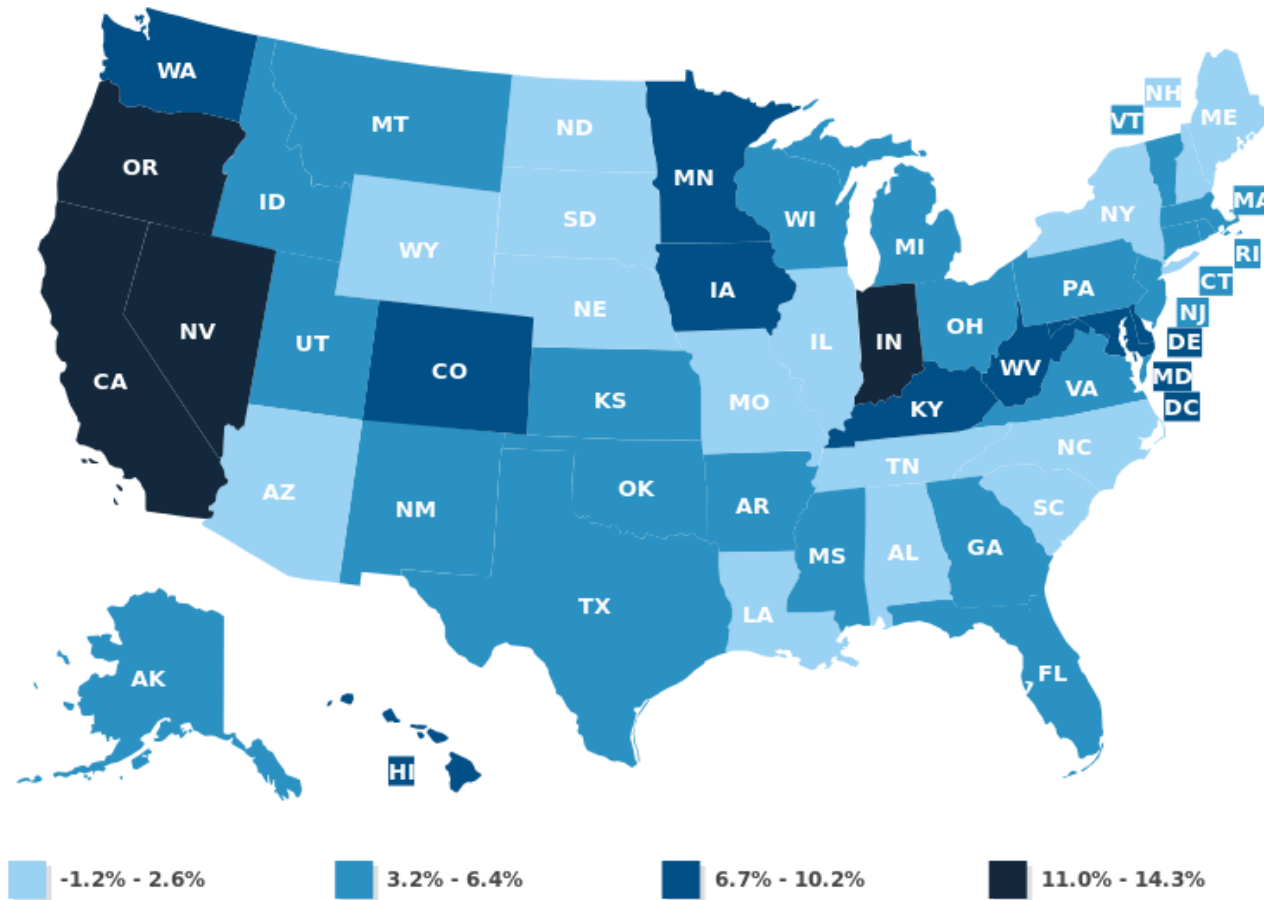 WA
MT
ND
MN
OR
ID
WY
SD
WI
MI
NY
VT
NH
ME
MA
RI
CT
NJ
PA
IA
NE
NV
UT
CO
CA
IL
IN
OH
DE
MD
DC
WV
VA
KY
KS
MO
TN
NC
SC
AZ
NM
OK
AR
MS
AL
GA
LA
TX
FL
AK
HI
-1.2% - 2.6%
3.2% - 6.4%
6.7% - 10.2%
11.0% - 14.3%